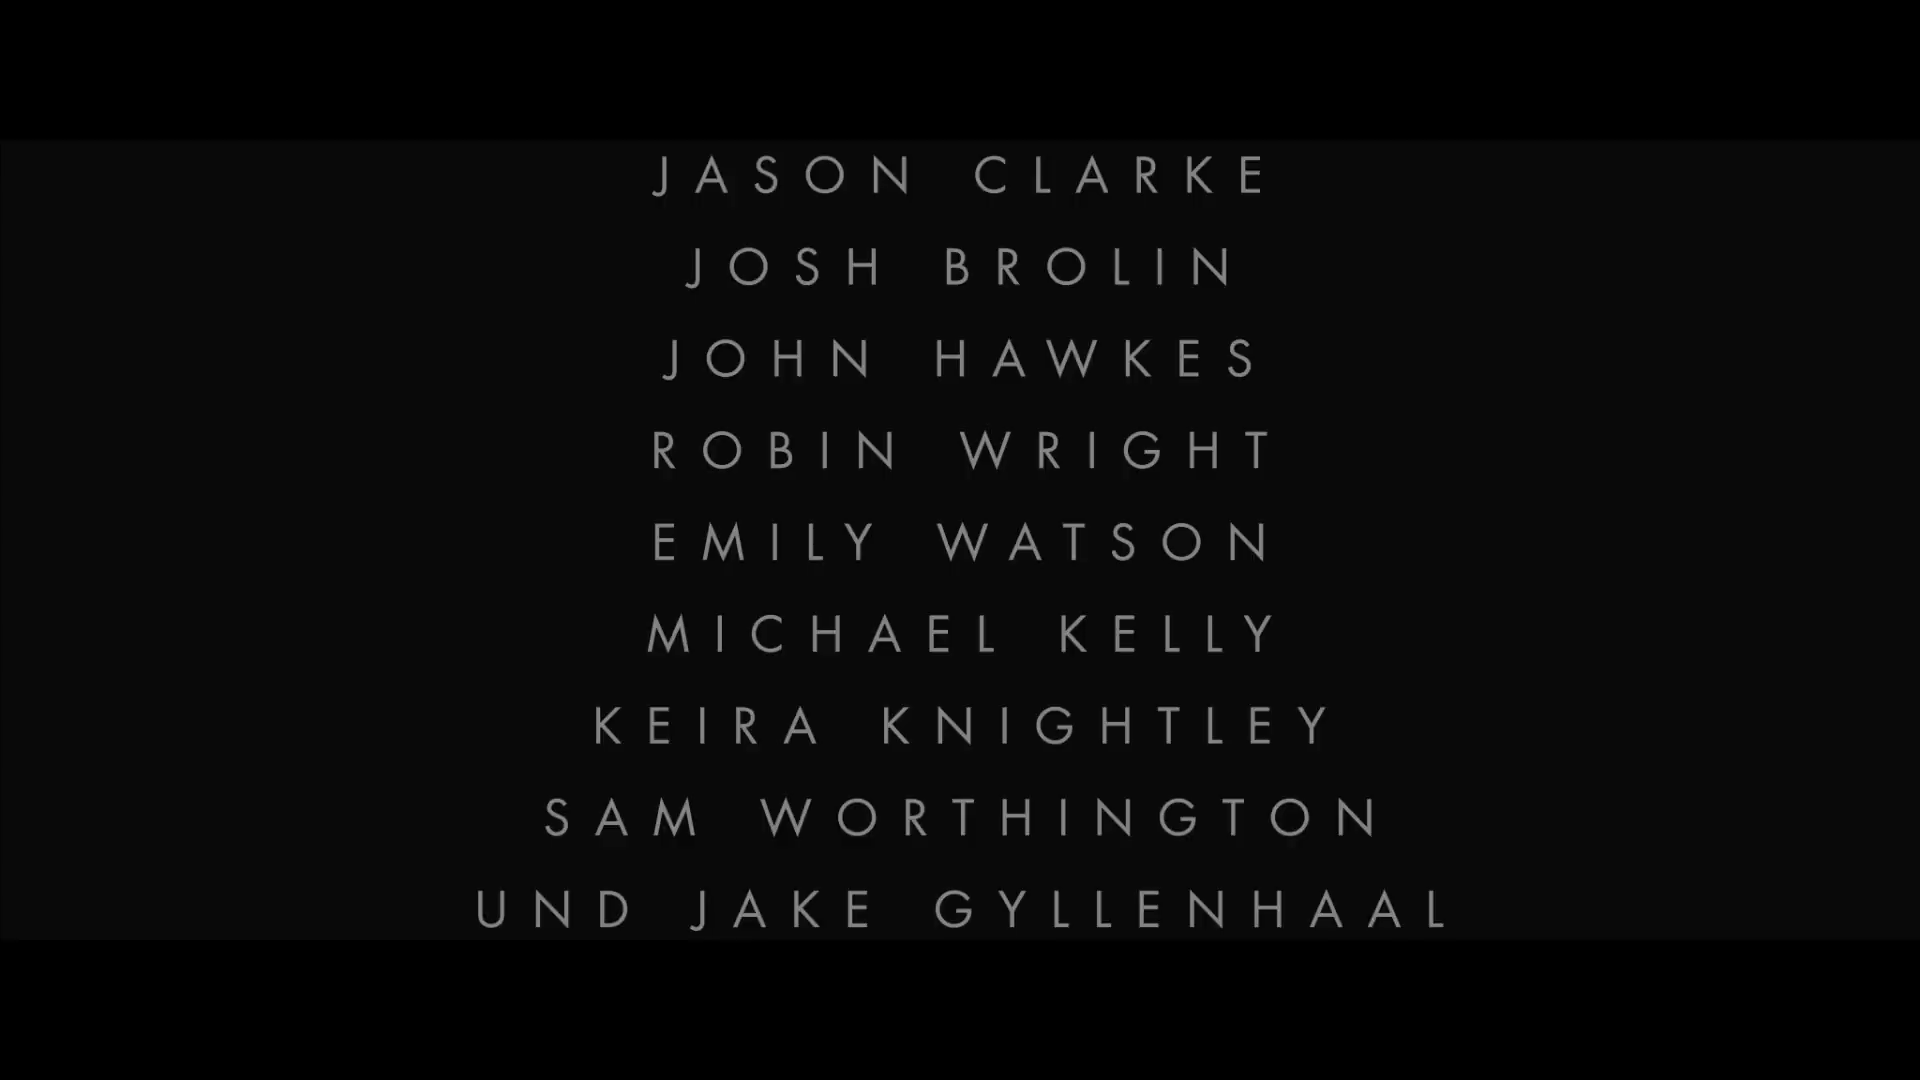 JASON CLARKE
JOSH BROLIN
JOHN HAWKES
ROBIN WRIGHT
EMILY WATSON
MICHAEL KELLY
KEIRA KNIGHTLEY
SAM WORTHINGTON
UND JAKE GYLLENHAAL